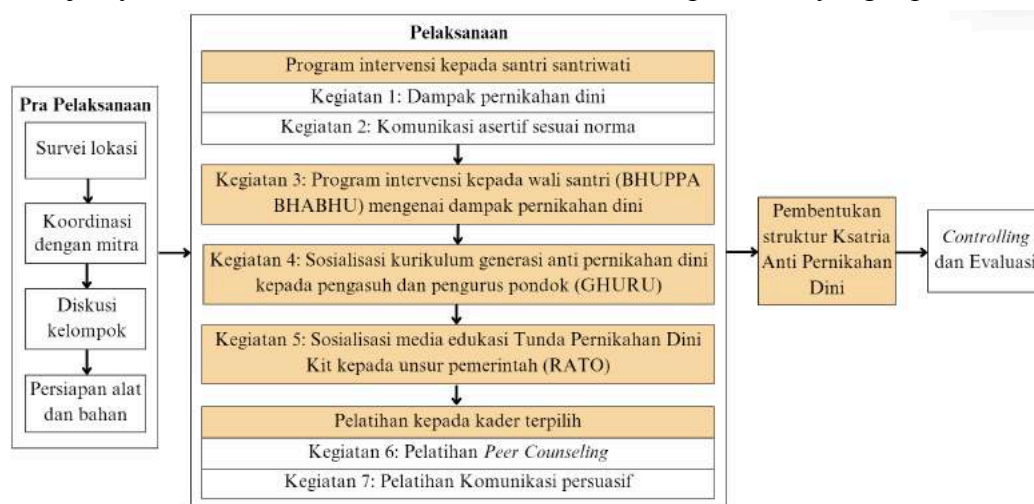 Pra Pelaksanaan
Survei lokasi
Koordinasi
dengan mitra
Diskusi
kelompok
Persiapan alat
dan bahan
Pelaksanaan
Program intervensi kepada santri santriwati
Kegiatan 1: Dampak pernikahan dini
Kegiatan 2: Komunikasi asertif sesuai norma
Kegiatan 3: Program intervensi kepada wali santri (BHUPPA
BHABHU) mengenai dampak pernikahan dini
Kegiatan 4: Sosialisasi kurikulum generasi anti pernikahan dini
kepada pengasuh dan pengurus pondok (GHURU)
Kegiatan 5: Sosialisasi media edukasi Tunda Pernikahan Dini
Kit kepada unsur pemerintah (RATO)
Pelatihan kepada kader terpilih
Kegiatan 6: Pelatihan Peer Counseling
Kegiatan 7: Pelatihan Komunikasi persuasif
Pembentukan
struktur Ksatria
Anti Pernikahan
Dini
Controlling
dan Evaluasi